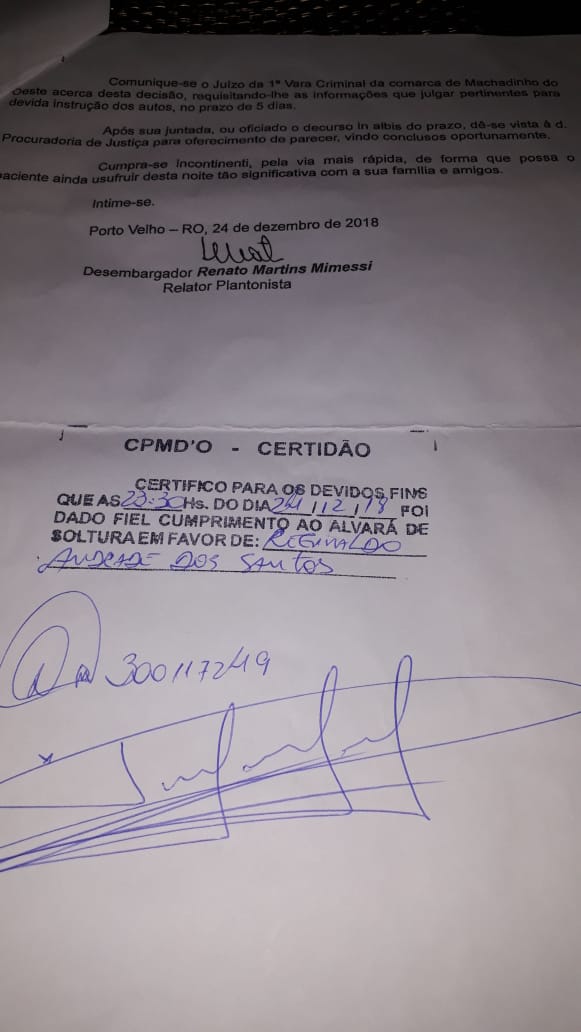 Comunique-se o Juízo da 1ª Vara Criminal da comarca de Machadinho do
Oeste acerca desta decisão, requisitando-lhe as informações que julgar pertinentes para
devida instrução dos autos, no prazo de 5 dias.
Após sua juntada, ou oficiado o decurso in albis do prazo, dê-se vista à d.
Procuradoria de Justiça para oferecimento de parecer, vindo conclusos oportunamente.
Cumpra-se incontinenti, pela via mais rápida, de forma que possa o
paciente ainda usufruir desta noite tão significativa com a sua família e amigos.
Intime-se.
Porto Velho – RO, 24 de dezembro de 2018
Desembargador Renato Martins Mimessi
Relator Plantonista
CPMD'O - CERTIDÃO
CERTIFICO PARA OS DEVIDOS FINS
QUE AS 23:30 HS. DO DIA 24/12/18 FOI
DADO FIEL CUMPRIMENTO AO ALVARÁ DE
SOLTURA EM FAVOR DE: REGINALDO
ANDRADE DOS SANTOS
300117249
x